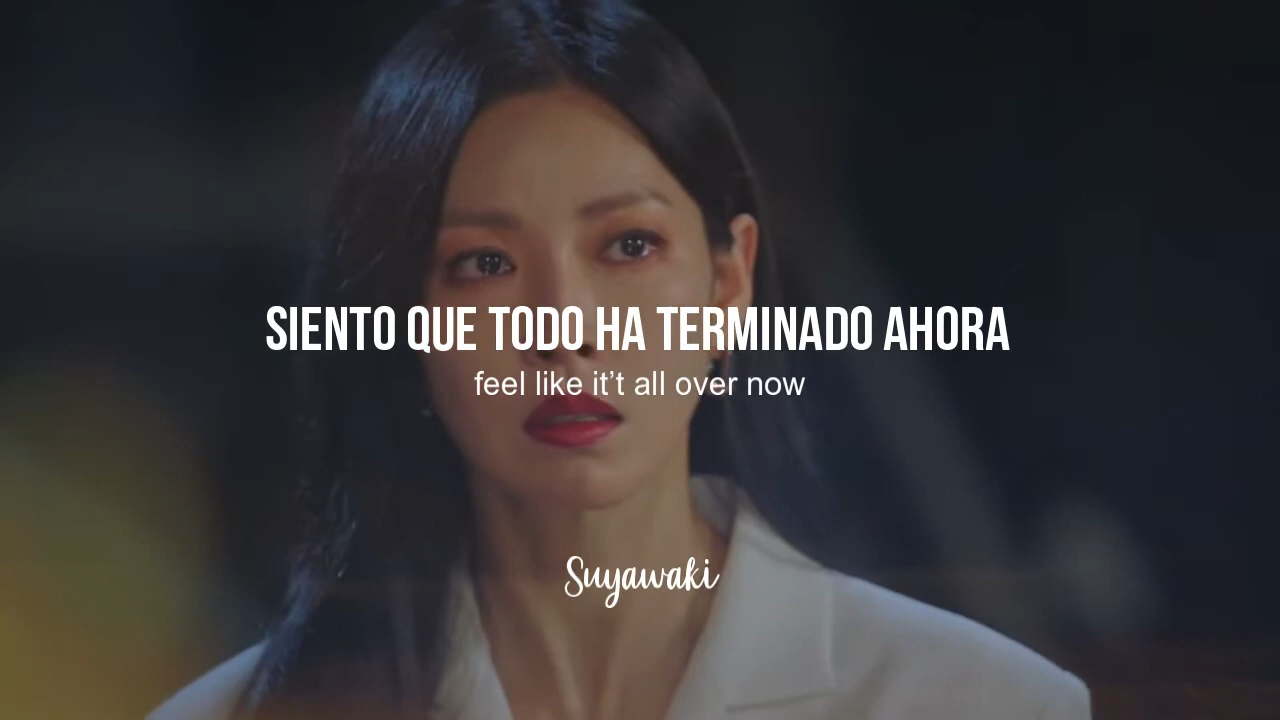 SIENTO QUE TODO HA TERMINADO AHORA
feel like it't all over now
Suyawaki